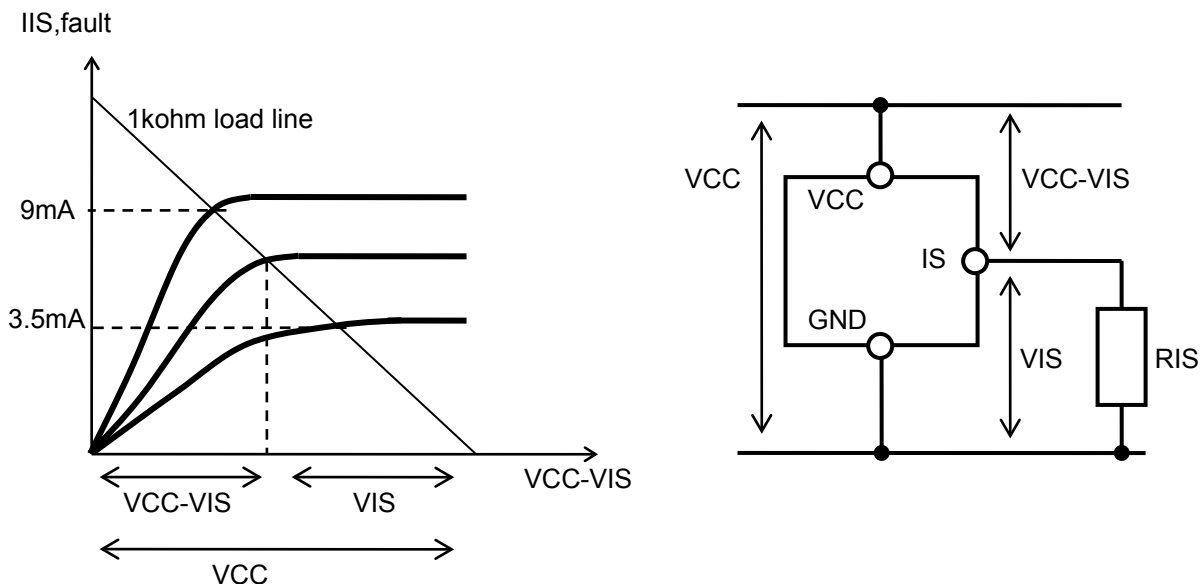 IIS,fault
1kohm load line
9mA
3.5mA
VCC-VIS
VCC-VIS
VIS
VCC
VCC
VCC
VCC-VIS
IS
GND
VIS
RIS